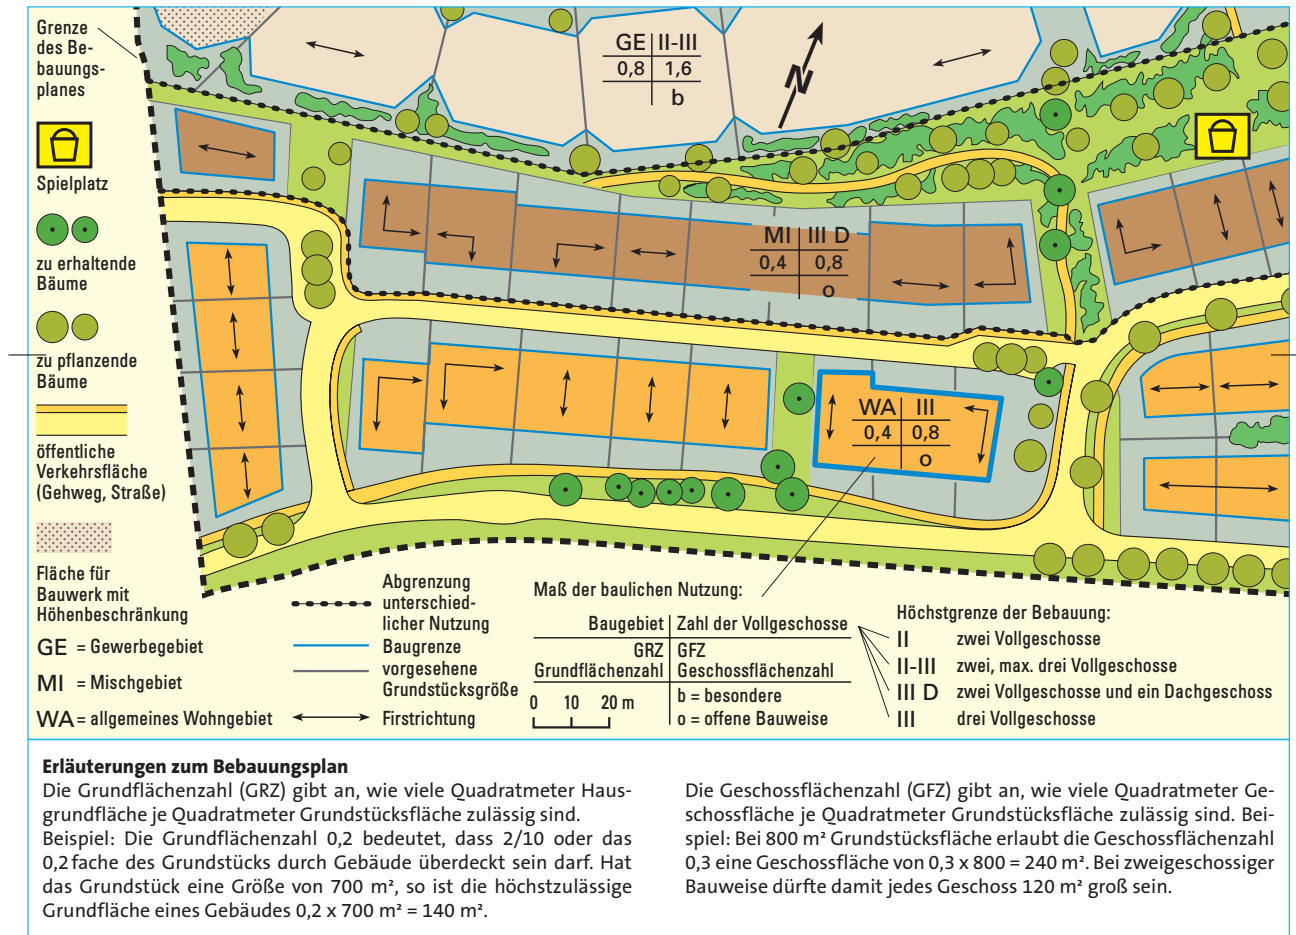 Grenze
des Be-
bauungs-
planes
GE II-III
0,8 1,6
b
N
Spielplatz
MI III D
0,4 0,8
o
zu erhaltende
Bäume
zu pflanzende
Bäume
WA III
0,4 0,8
o
öffentliche
Verkehrsfläche
(Gehweg, Straße)
Fläche für
Bauwerk mit
Höhenbeschränkung
GE = Gewerbegebiet
MI = Mischgebiet
WA = allgemeines Wohngebiet
Abgrenzung
unterschied-
licher Nutzung
Baugrenze
vorgesehene
Grundstücksgröße
Firstrichtung
Maß der baulichen Nutzung:
Baugebiet Zahl der Vollgeschosse
GRZ GFZ
Grundflächenzahl Geschossflächenzahl
b = besondere
o = offene Bauweise
0 10 20 m
Höchstgrenze der Bebauung:
II zwei Vollgeschosse
II-III zwei, max. drei Vollgeschosse
III D zwei Vollgeschosse und ein Dachgeschoss
III drei Vollgeschosse
Erläuterungen zum Bebauungsplan
Die Grundflächenzahl (GRZ) gibt an, wie viele Quadratmeter Haus-
grundfläche je Quadratmeter Grundstücksfläche zulässig sind.
Beispiel: Die Grundflächenzahl 0,2 bedeutet, dass 2/10 oder das
0,2fache des Grundstücks durch Gebäude überdeckt sein darf. Hat
das Grundstück eine Größe von 700 m², so ist die höchstzulässige
Grundfläche eines Gebäudes 0,2 x 700 m² = 140 m².
Die Geschossflächenzahl (GFZ) gibt an, wie viele Quadratmeter Ge-
schossfläche je Quadratmeter Grundstücksfläche zulässig sind. Bei-
spiel: Bei 800 m² Grundstücksfläche erlaubt die Geschossflächenzahl
0,3 eine Geschossfläche von 0,3 x 800 = 240 m². Bei zweigeschossiger
Bauweise dürfte damit jedes Geschoss 120 m² groß sein.